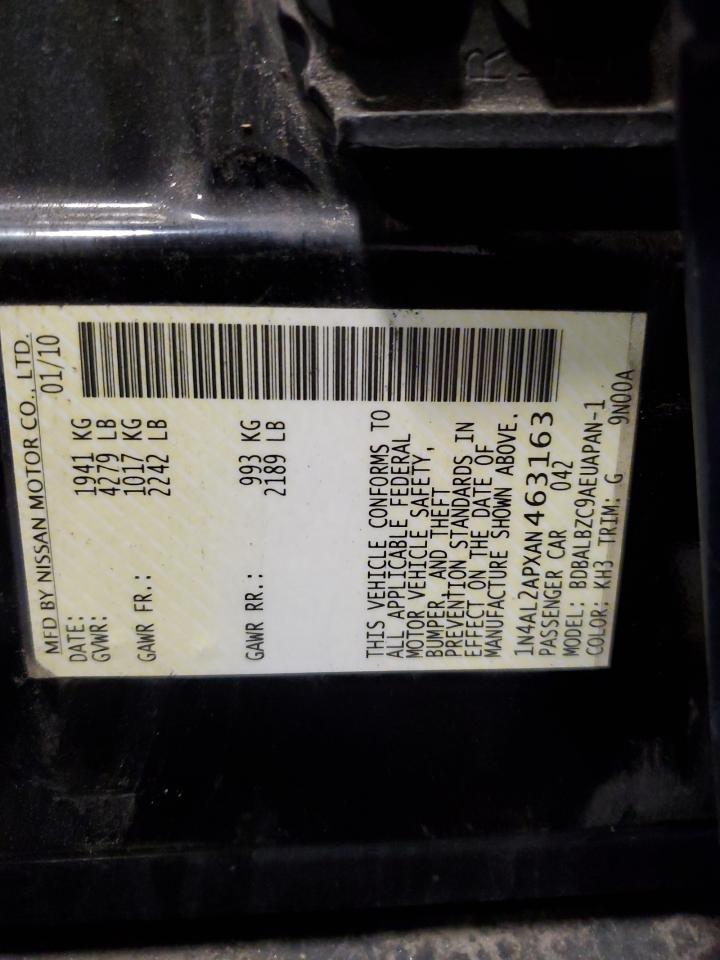 MFD BY NISSAN MOTOR CO., LTD.
DATE: 01/10
GVWR: 1941 KG
4279 LB
GAWR FR.: 1017 KG
2242 LB
GAWR RR.: 993 KG
2189 LB
THIS VEHICLE CONFORMS TO
ALL APPLICABLE FEDERAL
MOTOR VEHICLE SAFETY,
BUMPER, AND THEFT
PREVENTION STANDARDS IN
EFFECT ON THE DATE OF
MANUFACTURE SHOWN ABOVE.
1N4AL2APXAN463163
PASSENGER CAR 042
MODEL: BDBALBZC9AEUAPAN-1
COLOR: KH3 TRIM: G 9N00A